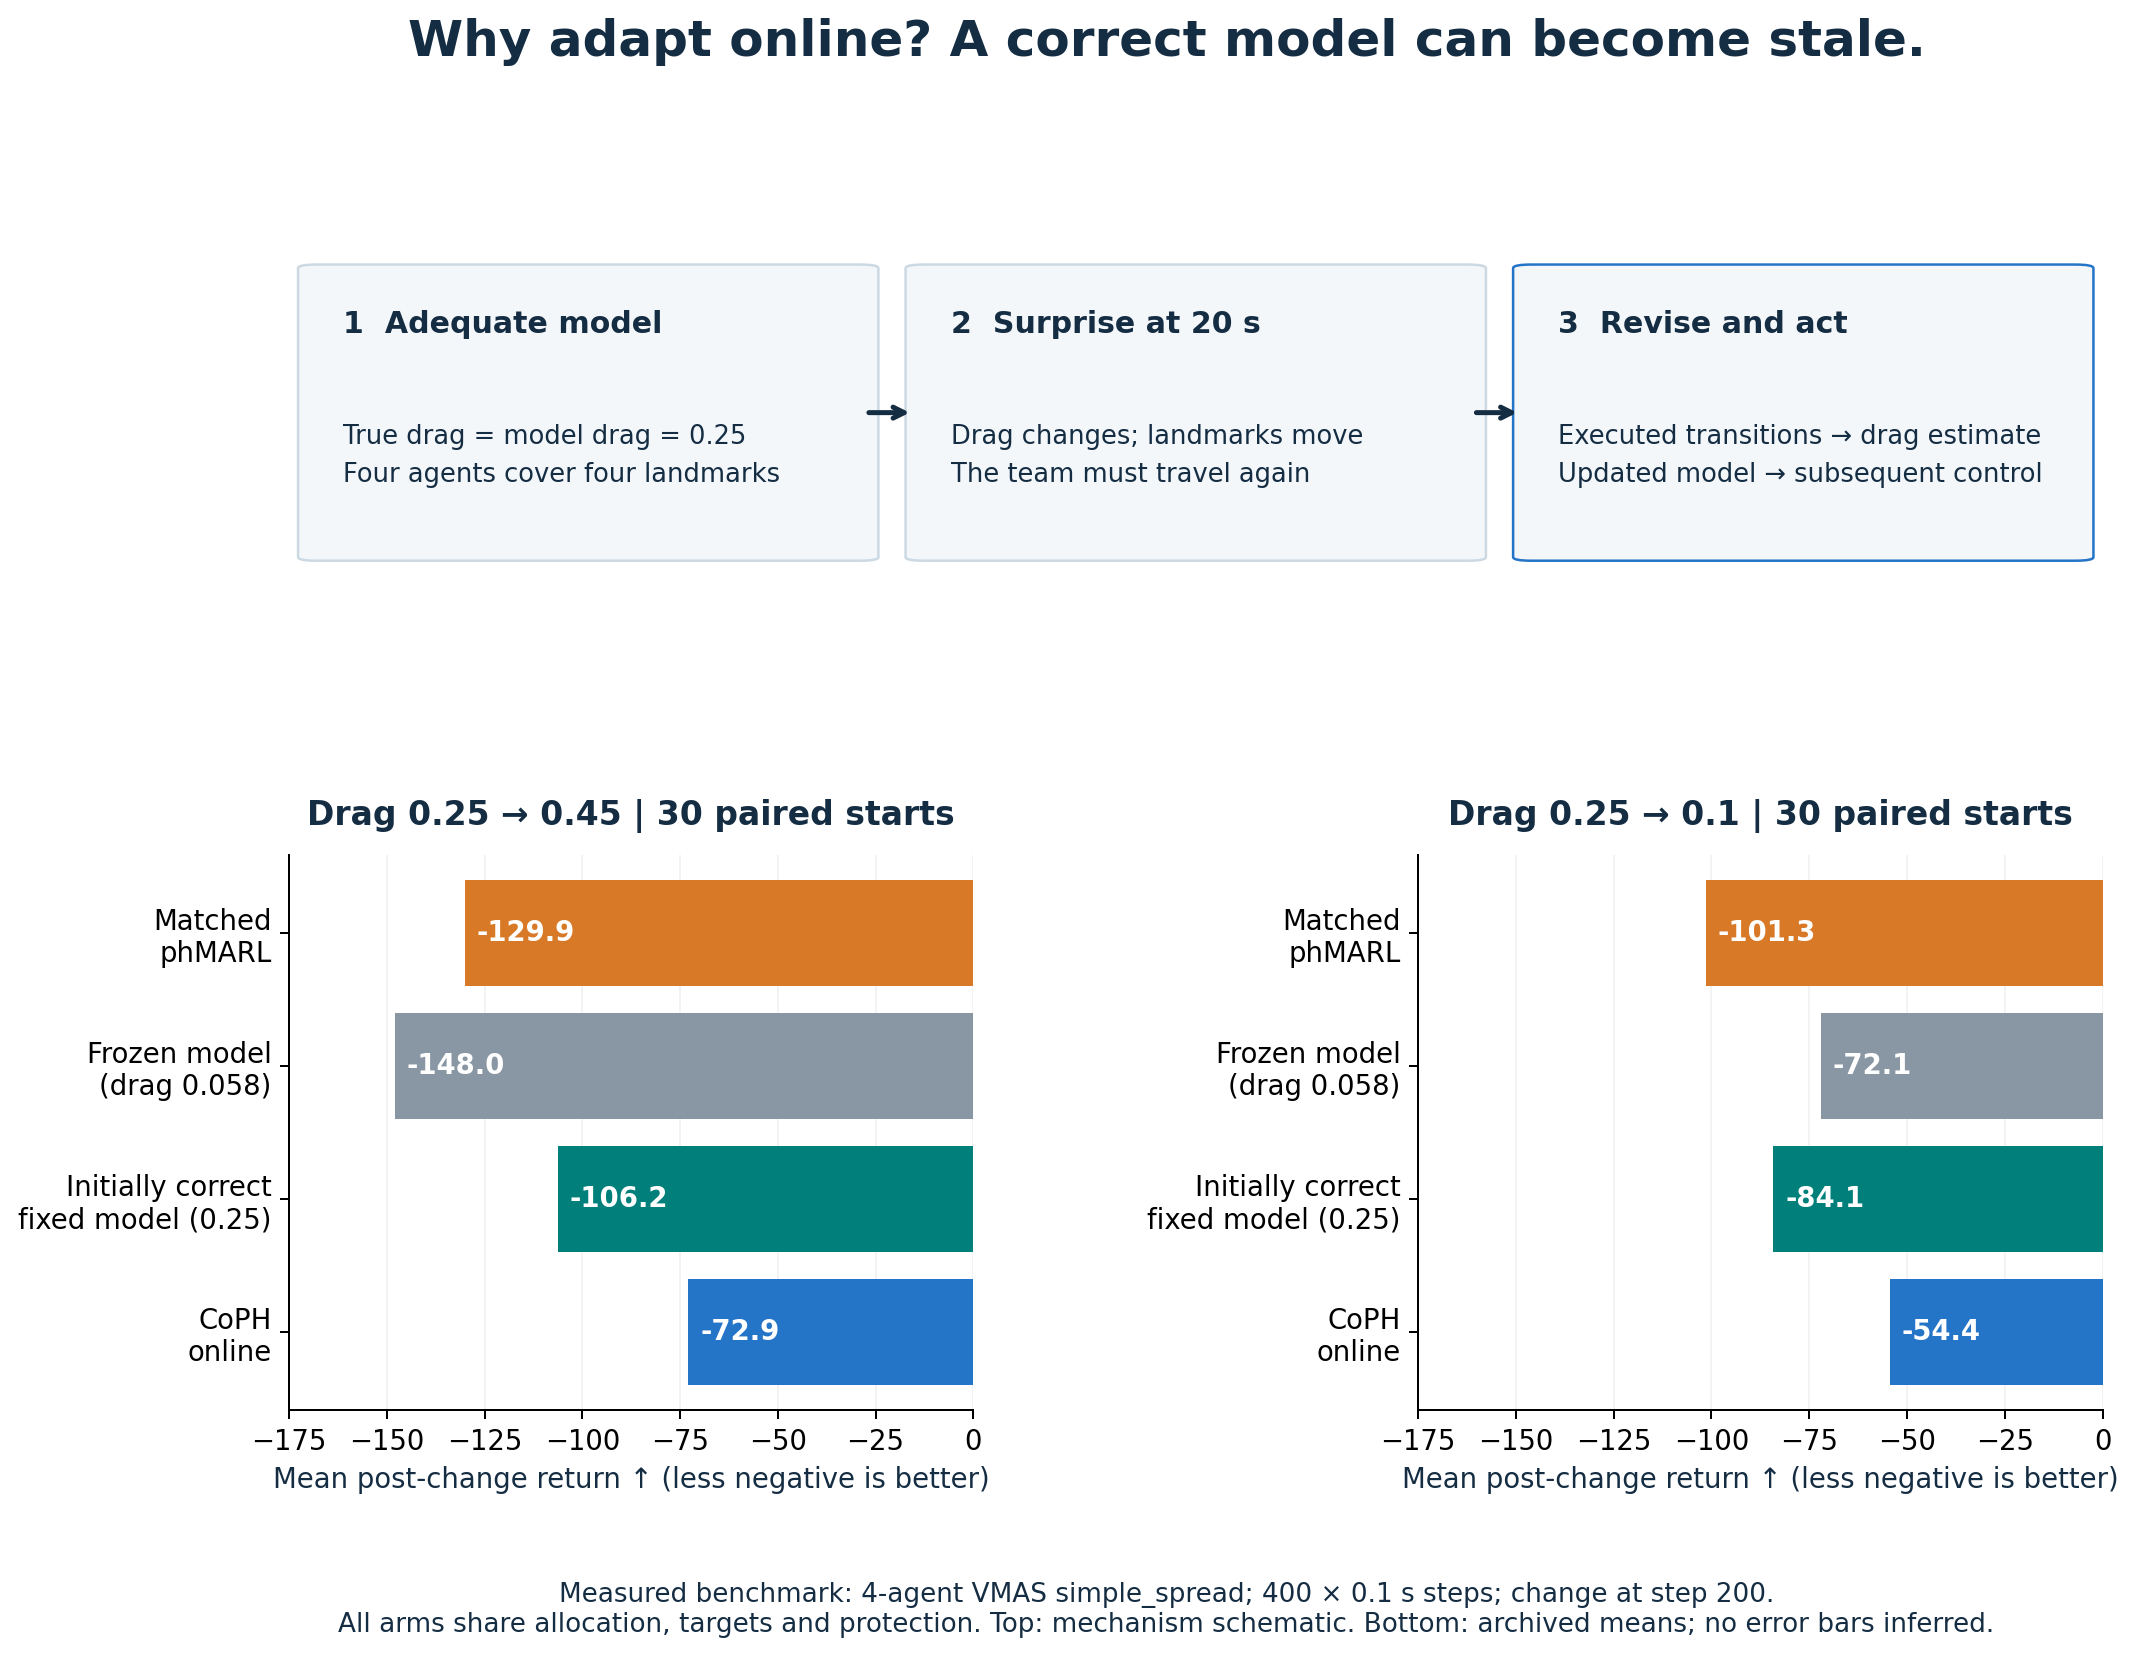 Why adapt online? A correct model can become stale.
1 Adequate model
True drag = model drag = 0.25
Four agents cover four landmarks
2 Surprise at 20 s
Drag changes; landmarks move
The team must travel again
3 Revise and act
Executed transitions → drag estimate
Updated model → subsequent control
Drag 0.25 → 0.45 | 30 paired starts
Matched
phMARL
-129.9
Frozen model
(drag 0.058)
-148.0
Initially correct
fixed model (0.25)
-106.2
CoPH
online
-72.9
−175 −150 −125 −100 −75 −50 −25 0
Mean post-change return ↑ (less negative is better)
Drag 0.25 → 0.1 | 30 paired starts
Matched
phMARL
-101.3
Frozen model
(drag 0.058)
-72.1
Initially correct
fixed model (0.25)
-84.1
CoPH
online
-54.4
−175 −150 −125 −100 −75 −50 −25 0
Mean post-change return ↑ (less negative is better)
Measured benchmark: 4-agent VMAS simple_spread; 400 × 0.1 s steps; change at step 200.
All arms share allocation, targets and protection. Top: mechanism schematic. Bottom: archived means; no error bars inferred.